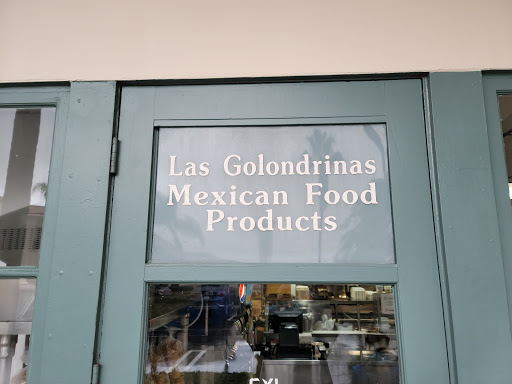 Las Golondrinas
Mexican Food
Products